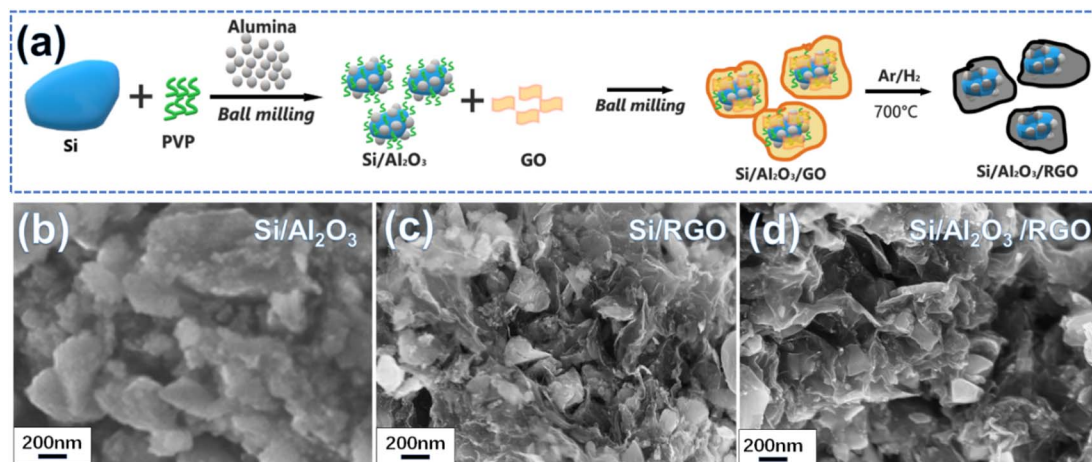 (a)
Alumina
Si
+
PVP
Ball milling
Si/Al₂O₃
+
GO
Ball milling
Si/Al₂O₃/GO
Ar/H₂
700°C
Si/Al₂O₃/RGO
(b)
Si/Al₂O₃
200nm
(c)
Si/RGO
200nm
(d)
Si/Al₂O₃ /RGO
200nm